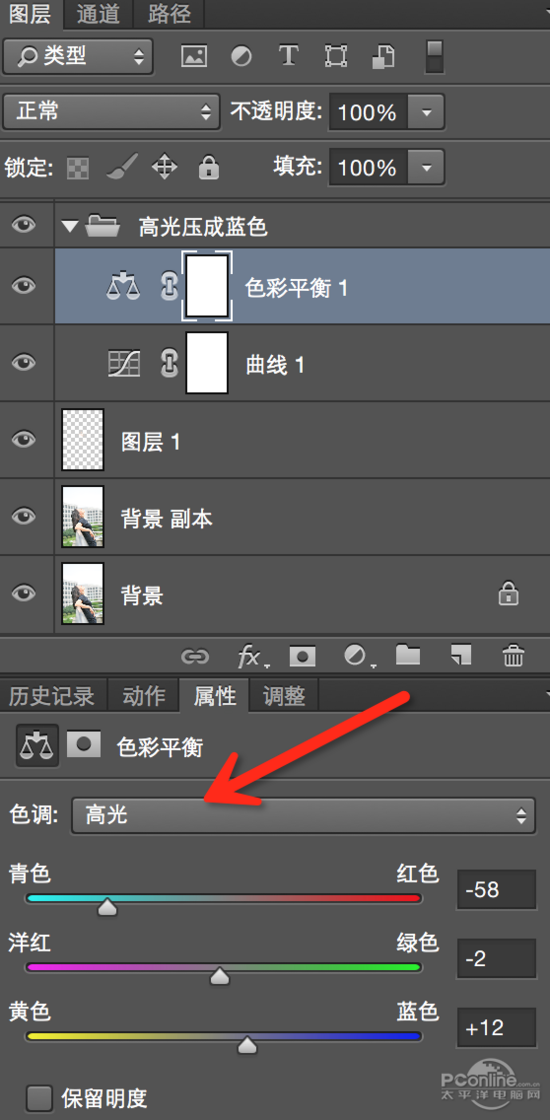 图层 通道 路径
类型 T
正常 不透明度: 100%
锁定: 填充: 100%
高光压成蓝色
色彩平衡 1
曲线 1
图层 1
背景 副本
背景
fx
历史记录 动作 属性 调整
色彩平衡
色调: 高光
青色 红色 -58
洋红 绿色 -2
黄色 蓝色 +12
保留明度
PConline.com.cn
太平洋电脑网